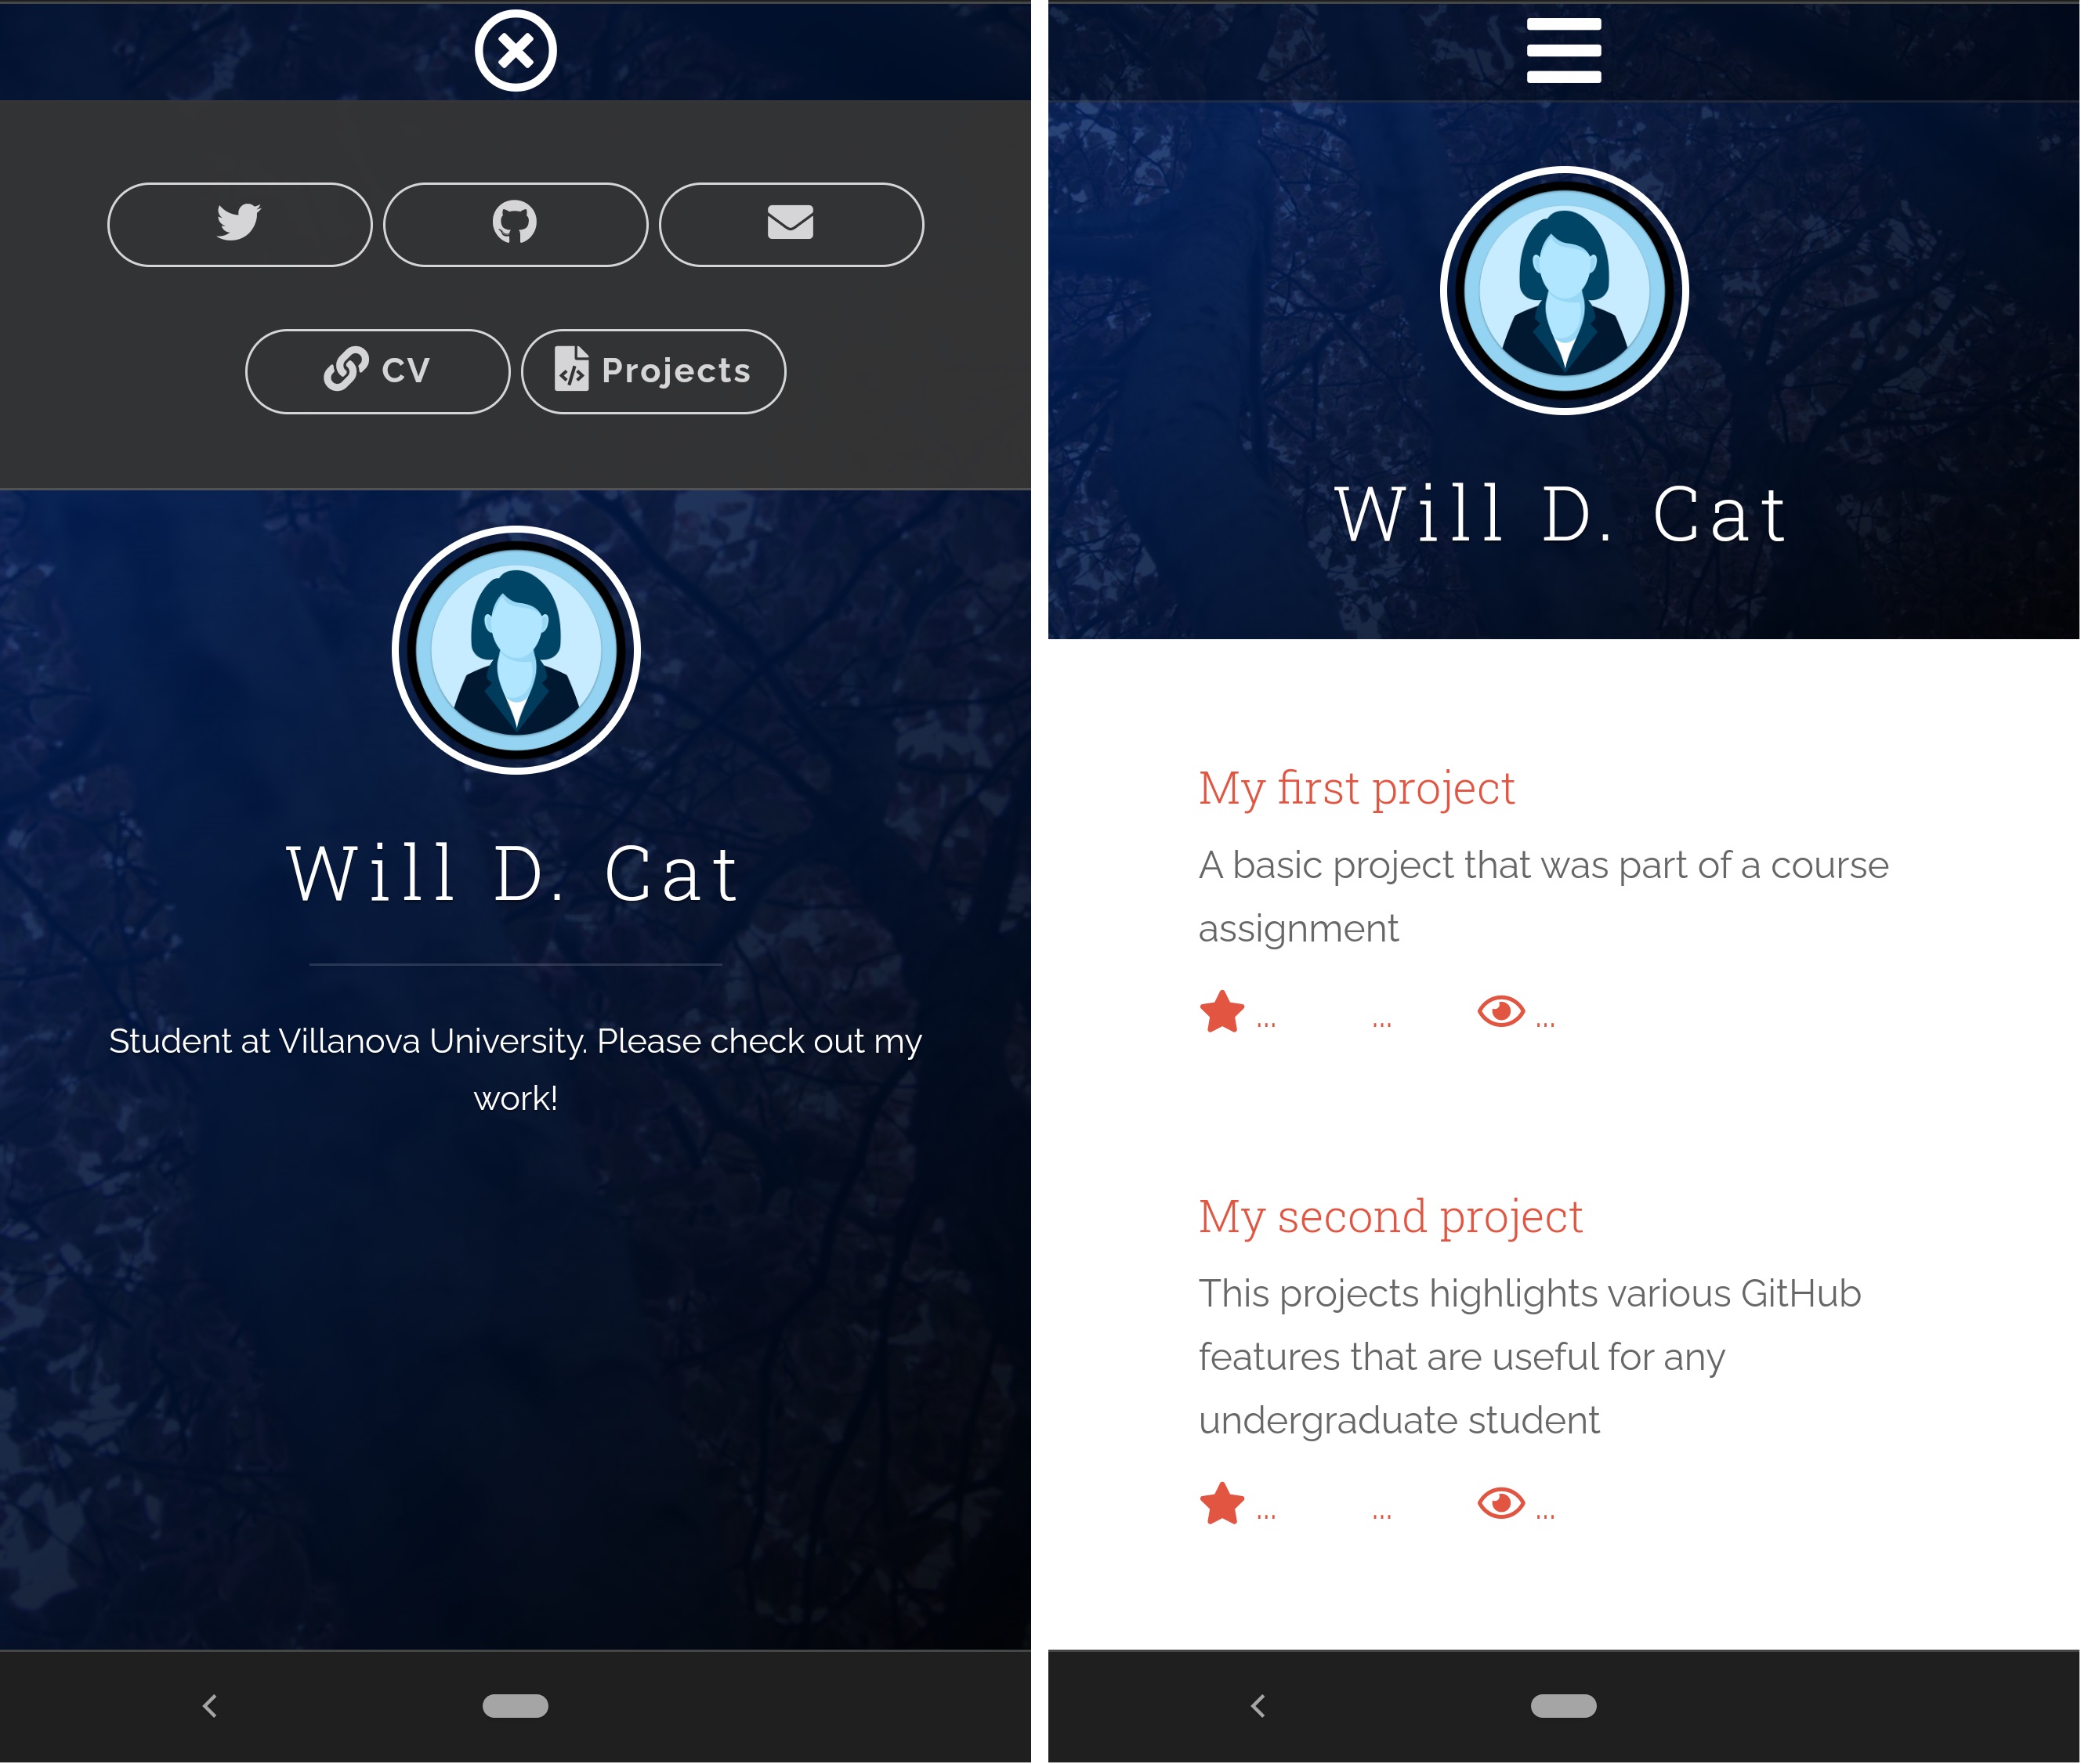 CV
Projects
Will D. Cat
Student at Villanova University. Please check out my
work!
Will D. Cat
My first project
A basic project that was part of a course
assignment
... ... ...
My second project
This projects highlights various GitHub
features that are useful for any
undergraduate student
... ... ...